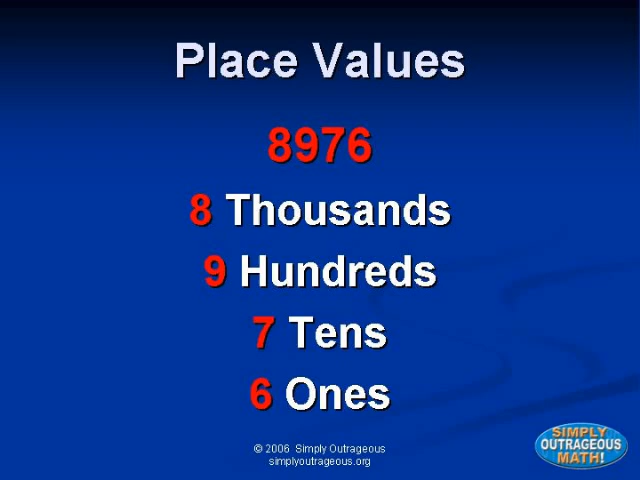 Place Values
8976
8 Thousands
9 Hundreds
7 Tens
6 Ones
© 2006 Simply Outrageous
simplyoutrageous.org
SIMPLY
OUTRAGEOUS
MATH!